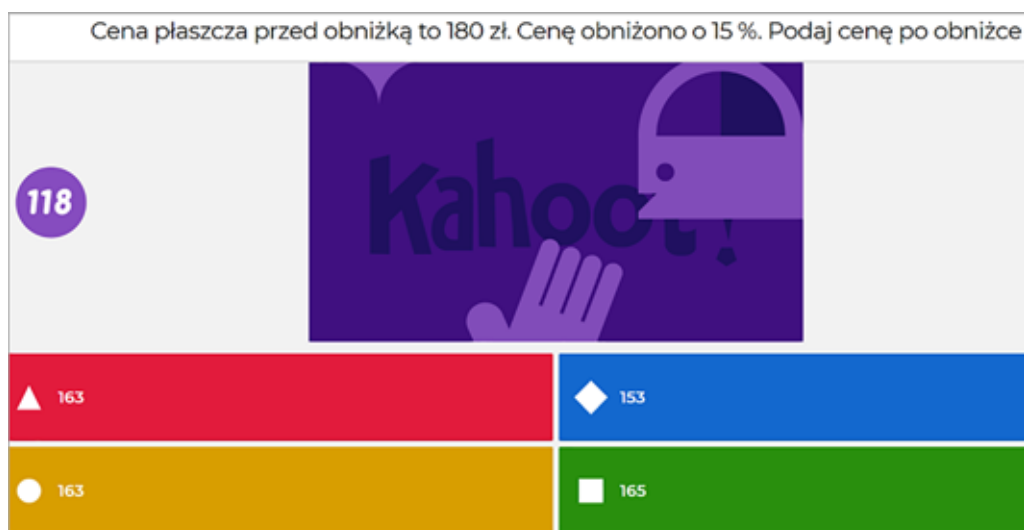 Cena płaszcza przed obniżką to 180 zł. Cenę obniżono o 15 %. Podaj cenę po obniżce
118
Kahoot!
163
153
163
165